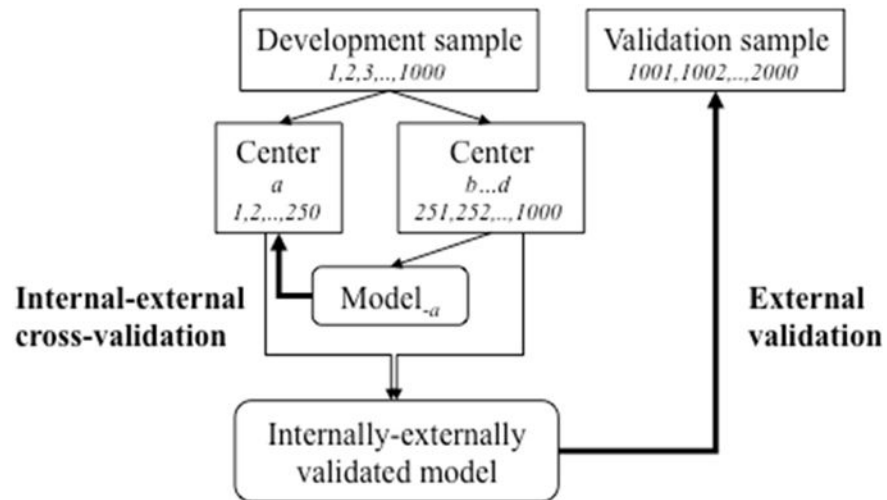 Development sample
1,2,3,..,1000
Validation sample
1001,1002,..,2000
Center
a
1,2,..,250
Center
b...d
251,252,..,1000
Internal-external
cross-validation
Model-a
External
validation
Internally-externally
validated model